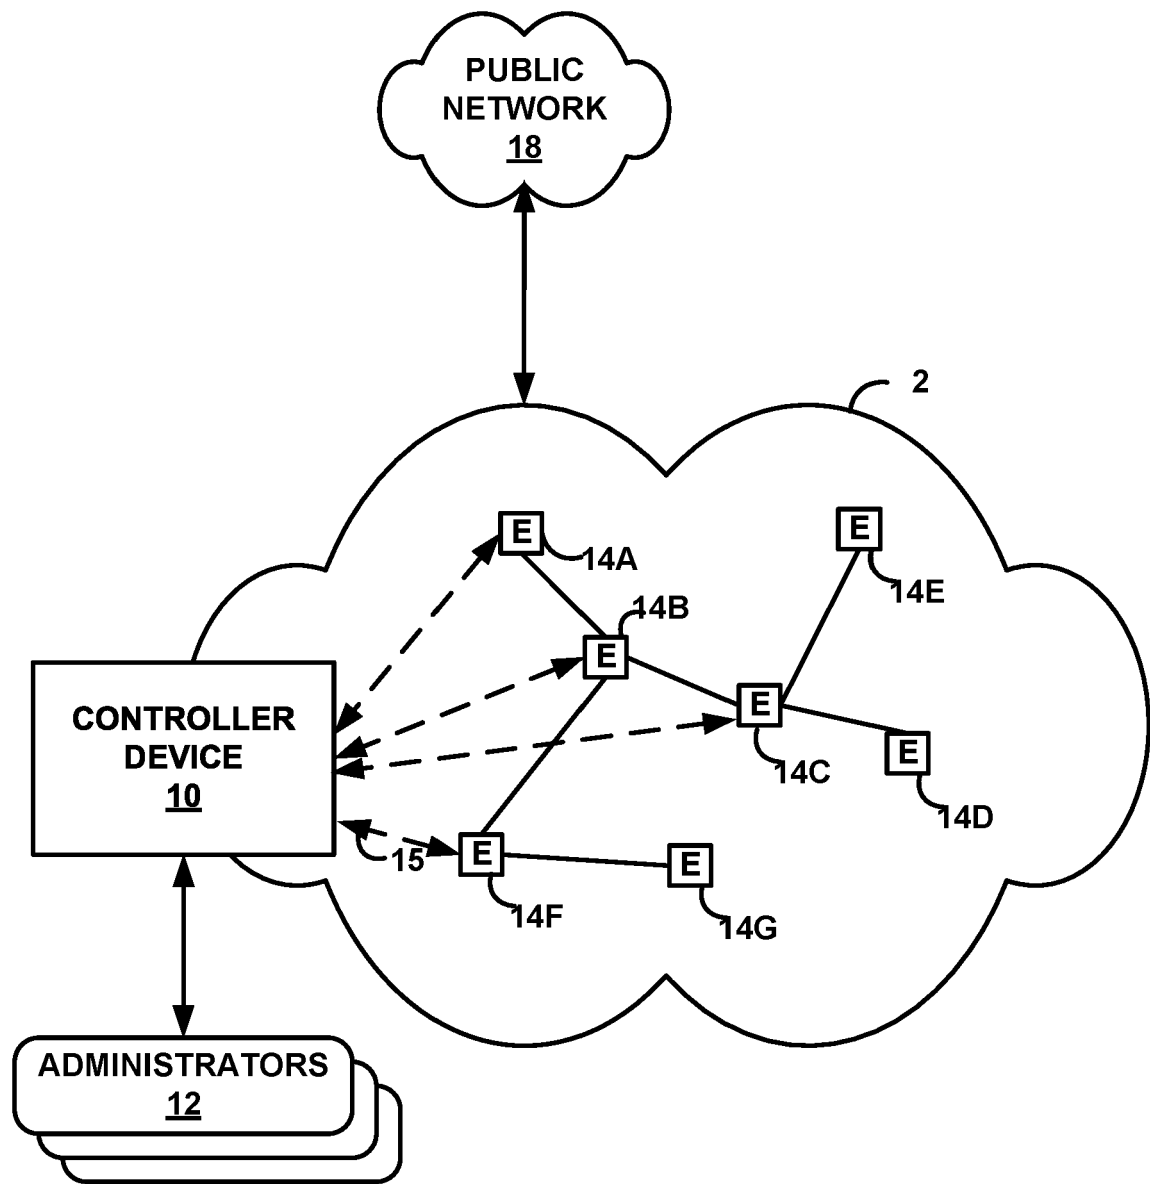 PUBLIC
NETWORK
18
2
E
14A
E
14E
14B
E
CONTROLLER
DEVICE
10
E
14C
E
14D
15
E
14F
E
14G
ADMINISTRATORS
12